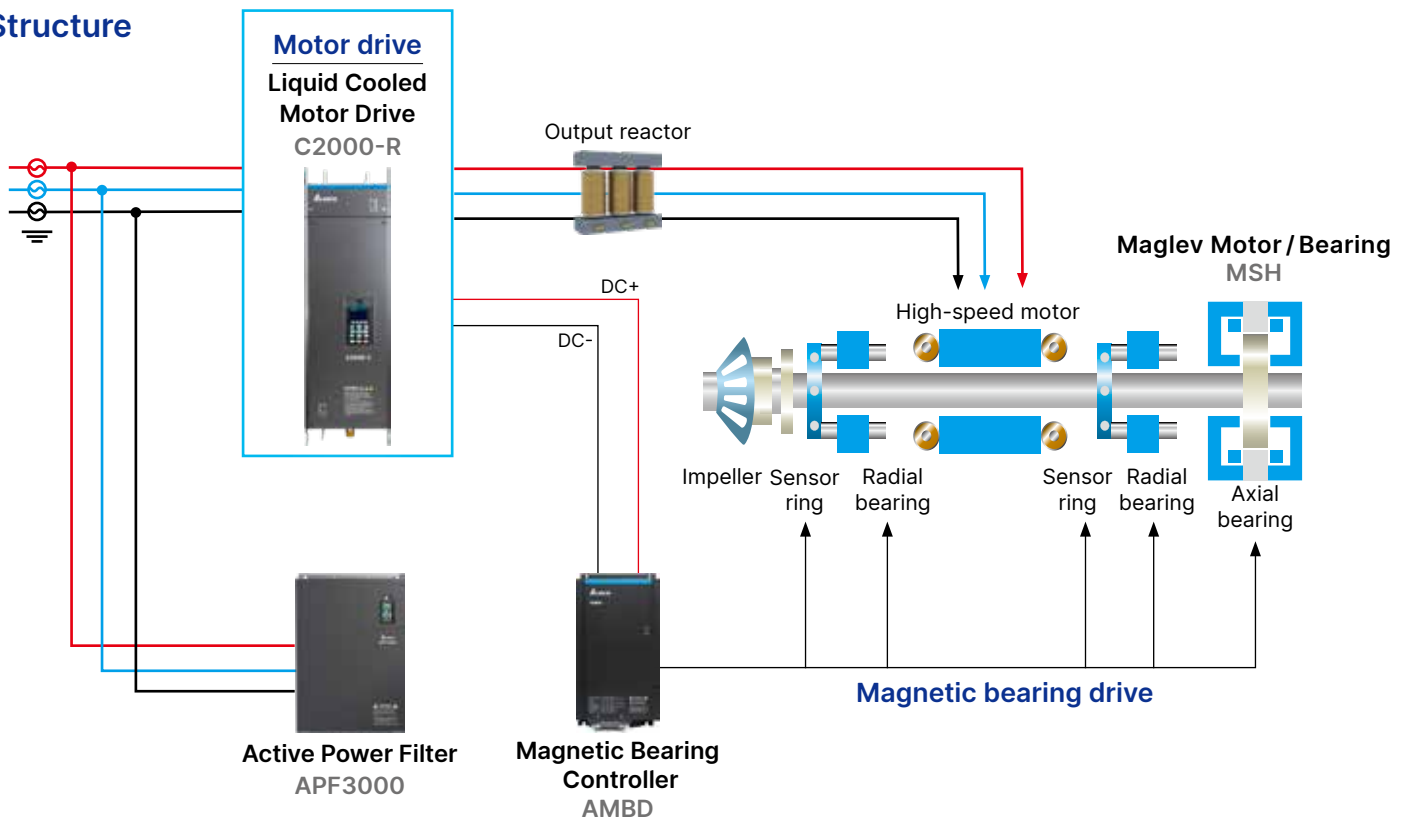 Structure
Motor drive
Liquid Cooled
Motor Drive
C2000-R
Output reactor
DC+
DC-
Maglev Motor / Bearing
MSH
High-speed motor
Impeller
Sensor
ring
Radial
bearing
Sensor
ring
Radial
bearing
Axial
bearing
Magnetic bearing drive
Active Power Filter
APF3000
Magnetic Bearing
Controller
AMBD